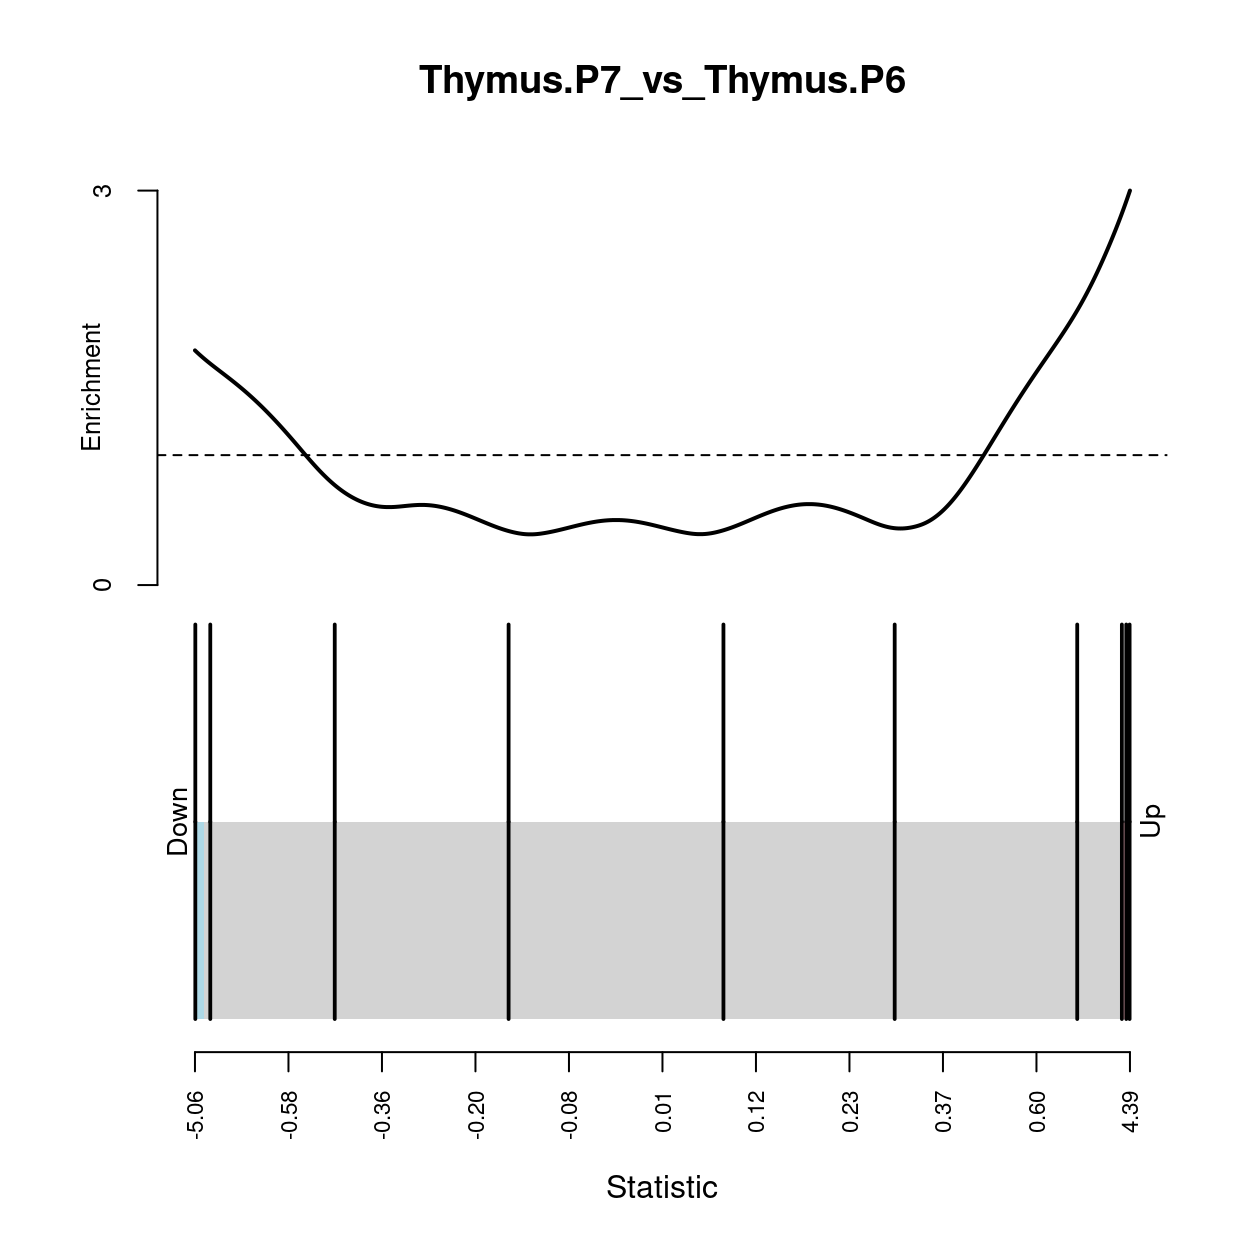 Thymus.P7_vs_Thymus.P6
3
Enrichment
0
Down
Up
-5.06
-0.58
-0.36
-0.20
-0.08
0.01
0.12
0.23
0.37
0.60
4.39
Statistic